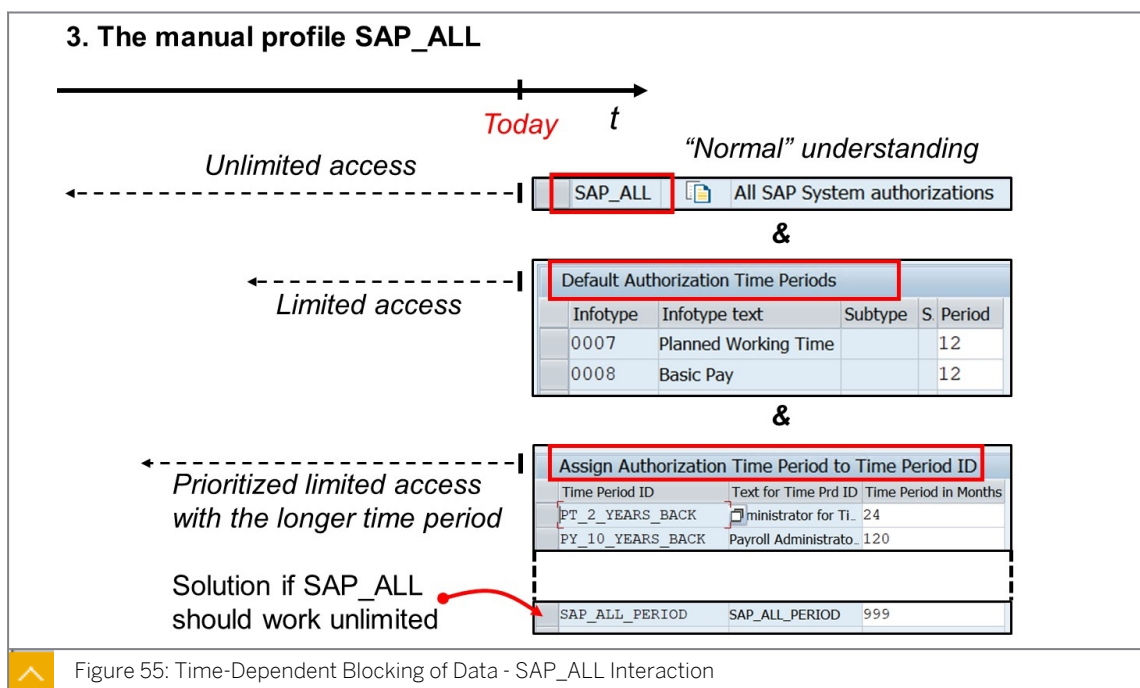 3. The manual profile SAP_ALL
Today
t
Unlimited access
“Normal” understanding
SAP_ALL All SAP System authorizations
&
Limited access
Default Authorization Time Periods
Infotype Infotype text Subtype S. Period
0007 Planned Working Time 12
0008 Basic Pay 12
&
Prioritized limited access
with the longer time period
Assign Authorization Time Period to Time Period ID
Time Period ID Text for Time Prd ID Time Period in Months
PT_2_YEARS_BACK ministrator for Ti… 24
PY_10_YEARS_BACK Payroll Administrato… 120
Solution if SAP_ALL
should work unlimited
SAP_ALL_PERIOD SAP_ALL_PERIOD 999
Figure 55: Time-Dependent Blocking of Data - SAP_ALL Interaction